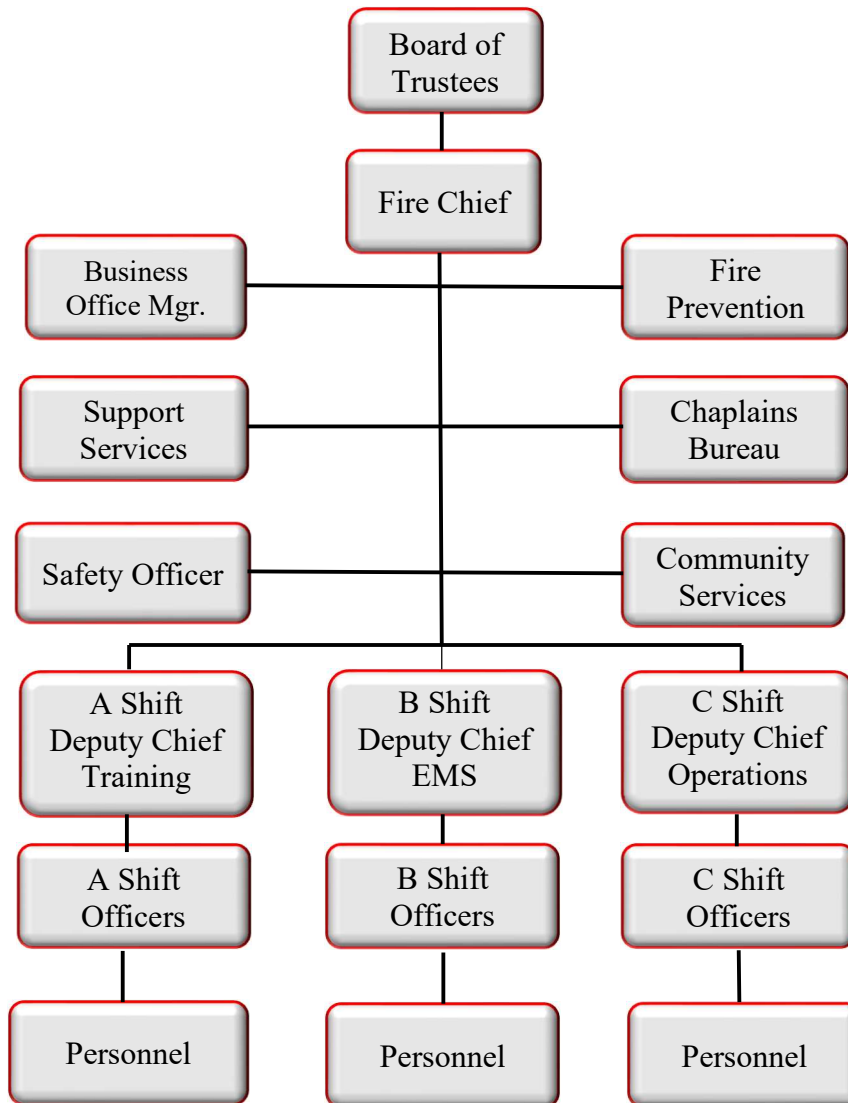 Board of
Trustees
Fire Chief
Business
Office Mgr.
Fire
Prevention
Support
Services
Chaplains
Bureau
Safety Officer
Community
Services
A Shift
Deputy Chief
Training
B Shift
Deputy Chief
EMS
C Shift
Deputy Chief
Operations
A Shift
Officers
B Shift
Officers
C Shift
Officers
Personnel
Personnel
Personnel